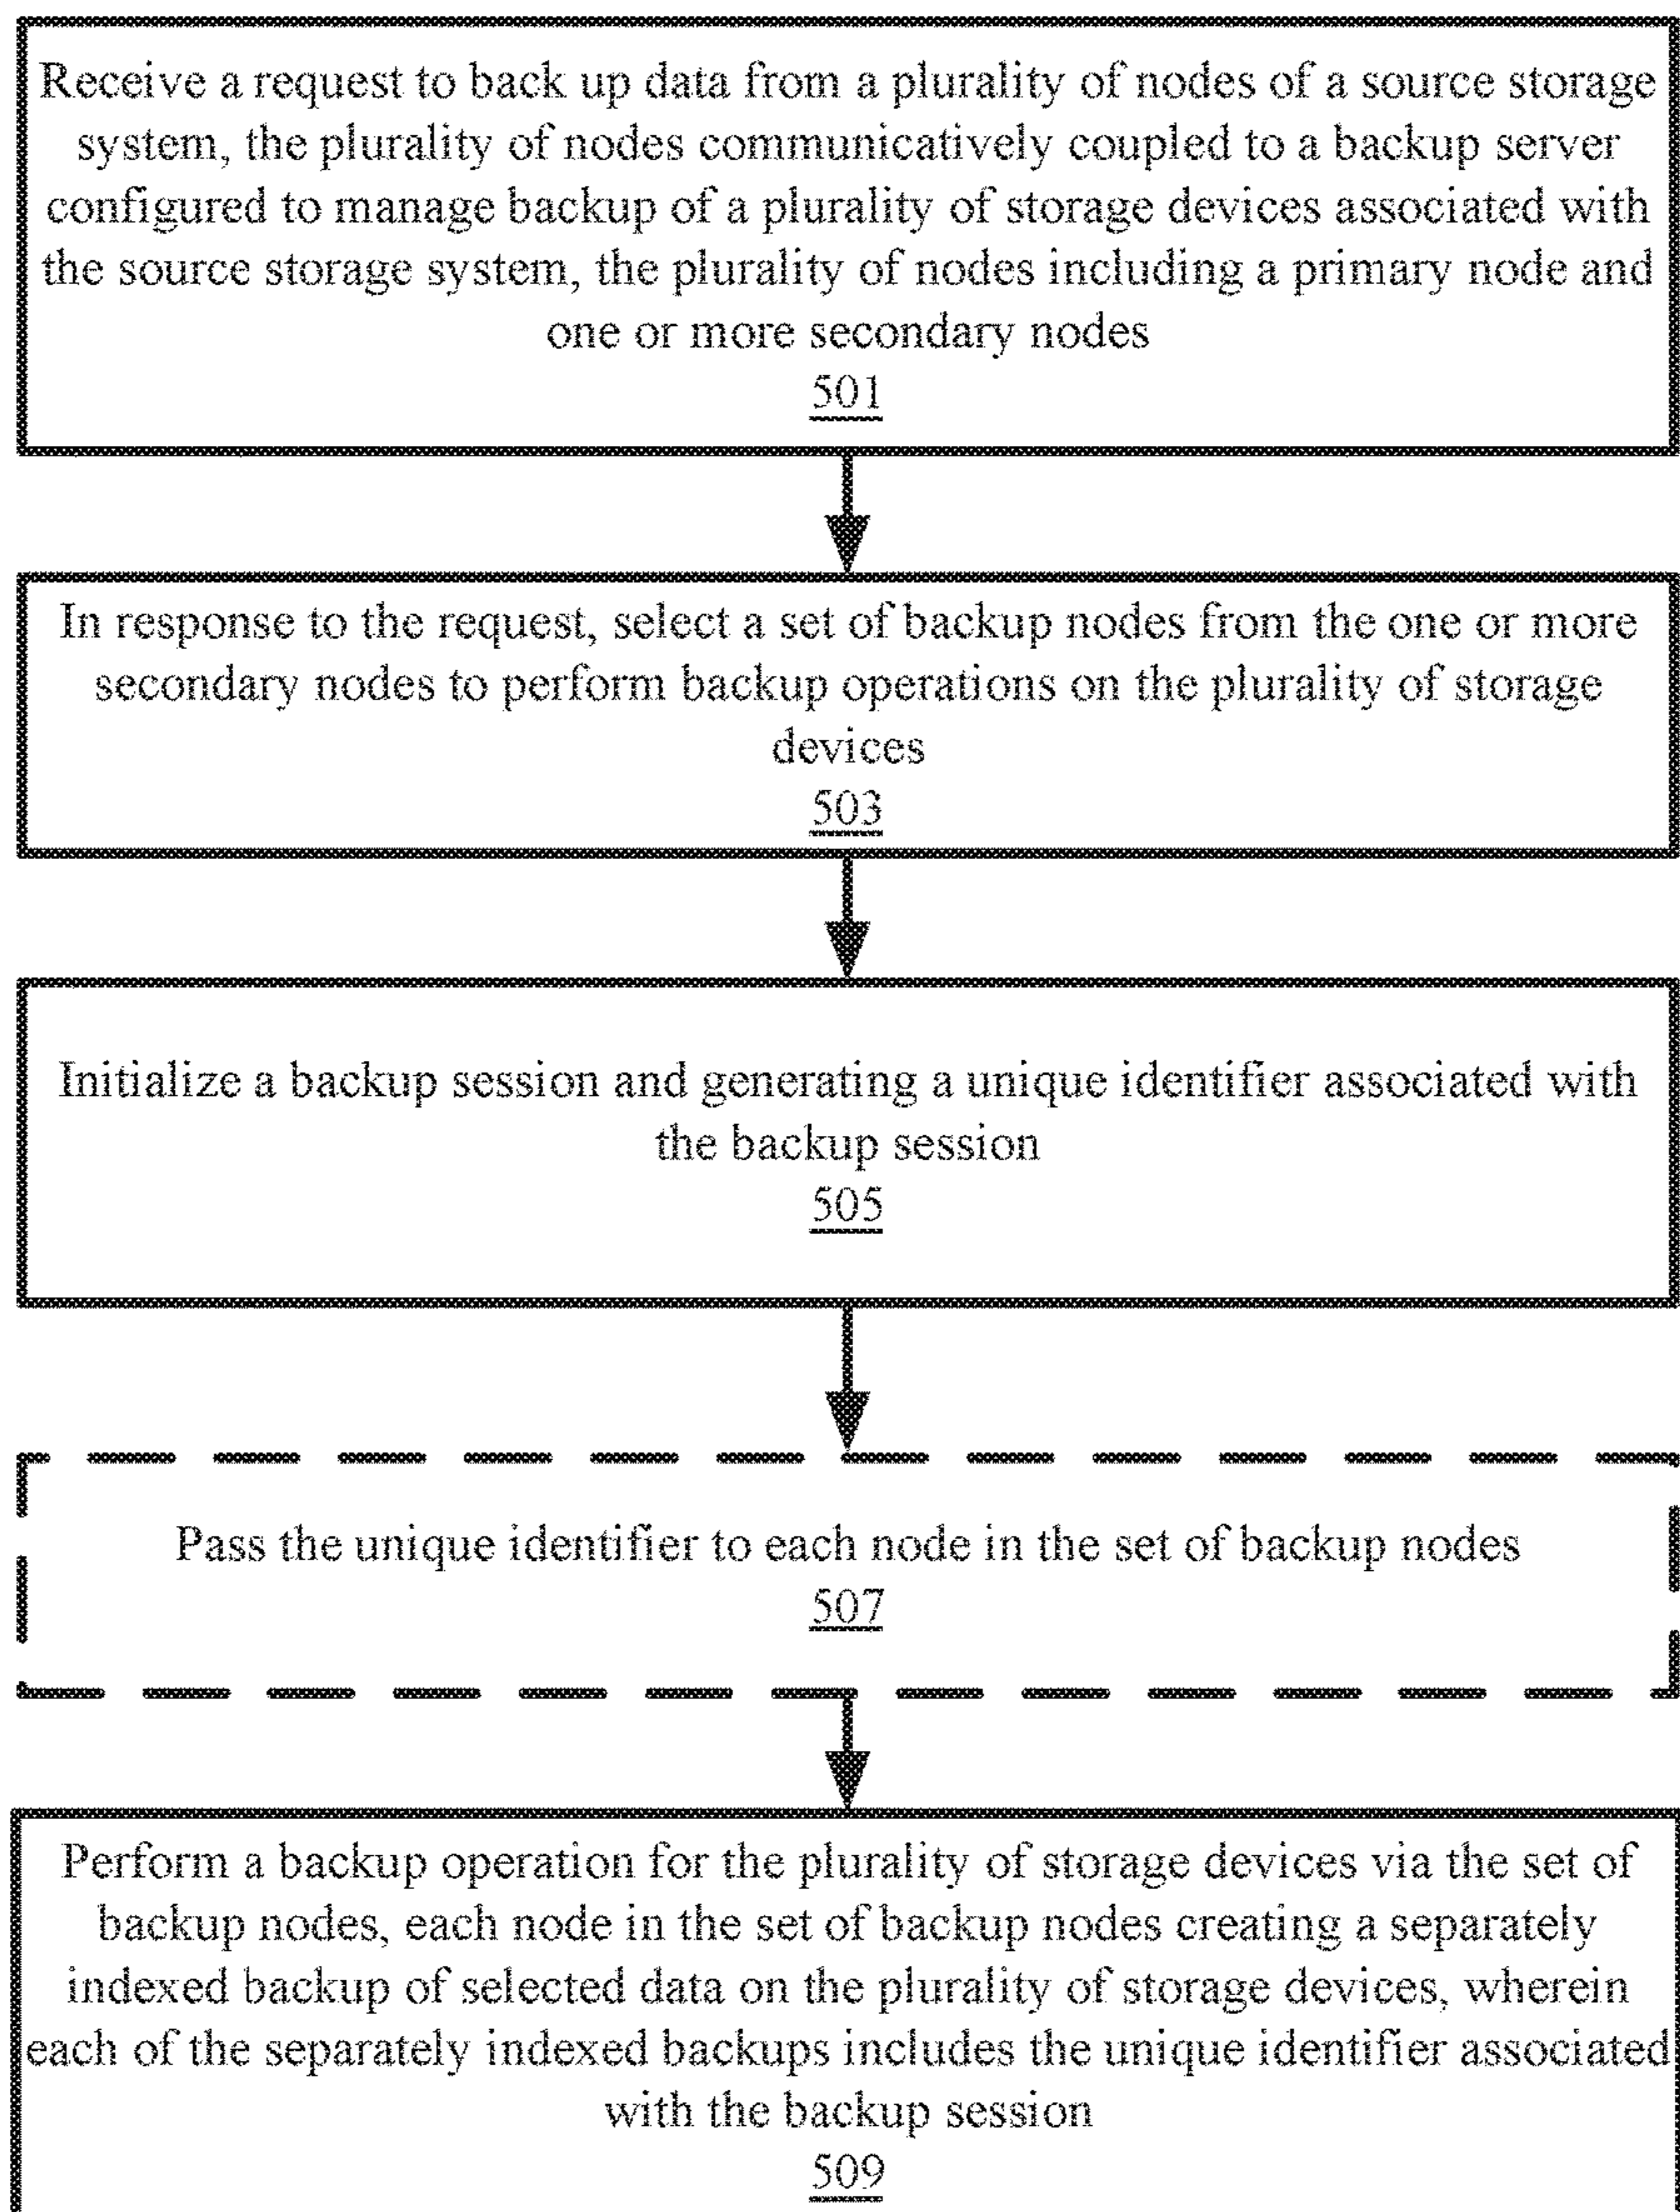 Receive a request to back up data from a plurality of nodes of a source storage
system, the plurality of nodes communicatively coupled to a backup server
configured to manage backup of a plurality of storage devices associated with
the source storage system, the plurality of nodes including a primary node and
one or more secondary nodes
501
In response to the request, select a set of backup nodes from the one or more
secondary nodes to perform backup operations on the plurality of storage
devices
503
Initialize a backup session and generating a unique identifier associated with
the backup session
505
Pass the unique identifier to each node in the set of backup nodes
507
Perform a backup operation for the plurality of storage devices via the set of
backup nodes, each node in the set of backup nodes creating a separately
indexed backup of selected data on the plurality of storage devices, wherein
each of the separately indexed backups includes the unique identifier associated
with the backup session
509